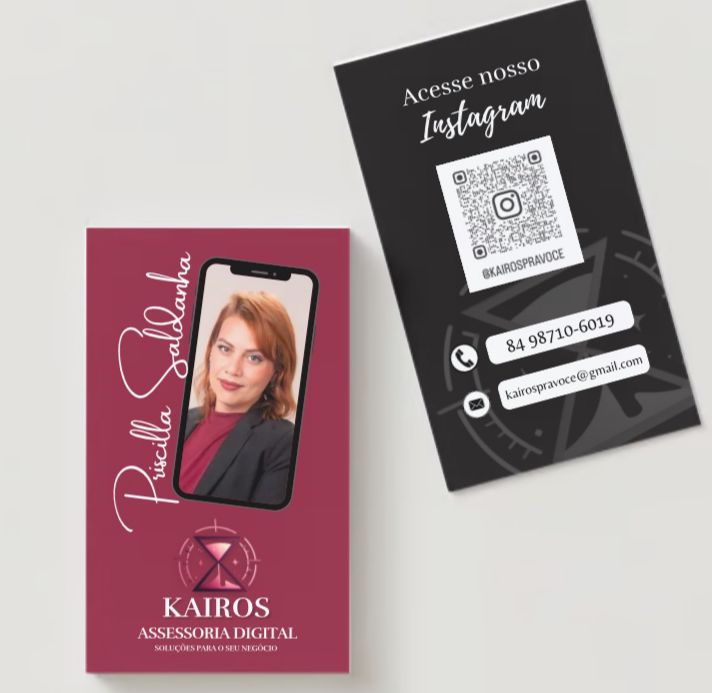 Acesse nosso
Instagram
@KAIROSPRAVOCE
84 98710-6019
kairospravoce@gmail.com
Priscilla Saldanha
KAIROS
ASSESSORIA DIGITAL
SOLUÇÕES PARA O SEU NEGÓCIO